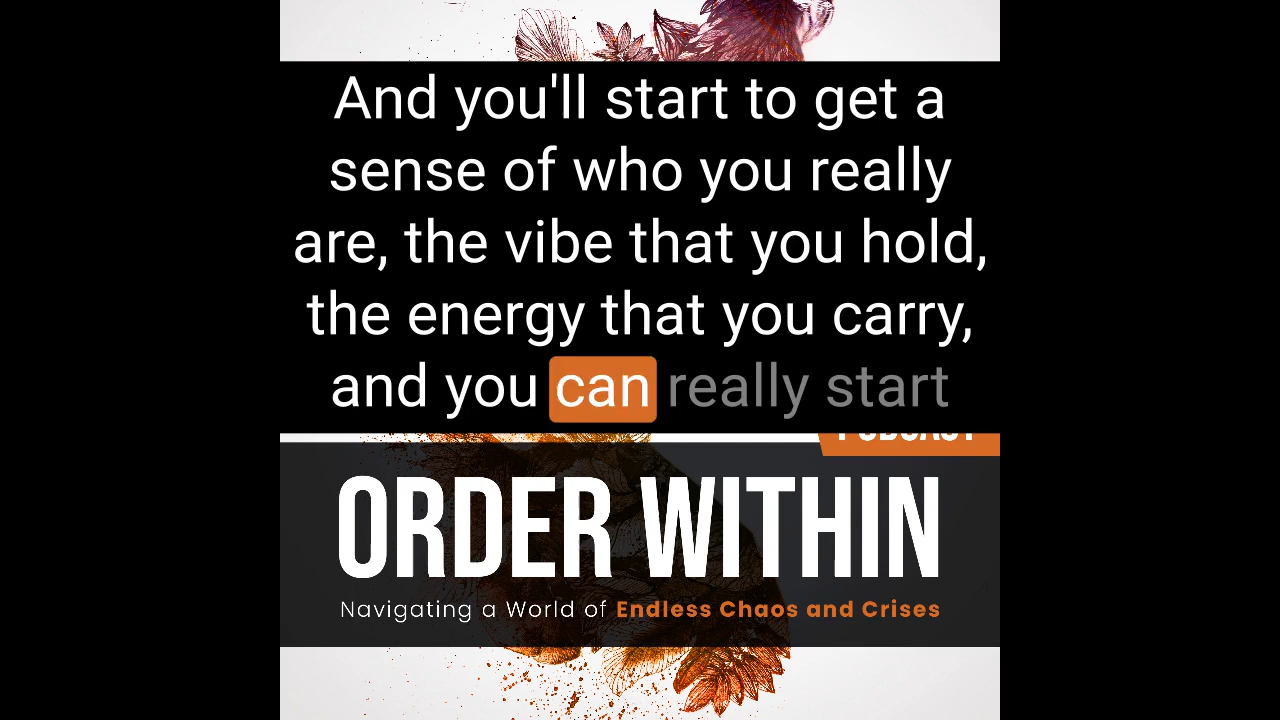 And you'll start to get a
sense of who you really
are, the vibe that you hold,
the energy that you carry,
and you can really start
PODCAST
ORDER WITHIN
Navigating a World of Endless Chaos and Crises